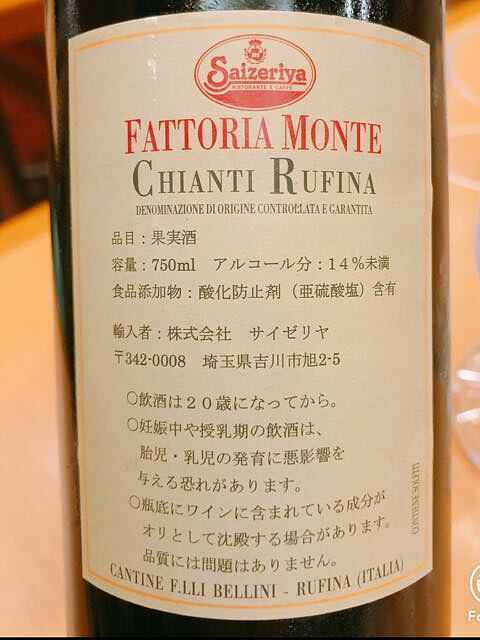 Saizeriya
RISTORANTE E CAFFÈ
FATTORIA MONTE
CHIANTI RUFINA
DENOMINAZIONE DI ORIGINE CONTROLLATA E GARANTITA
品目：果実酒
容量：750ml　アルコール分：14％未満
食品添加物：酸化防止剤（亜硫酸塩）含有
輸入者：株式会社　サイゼリヤ
〒342-0008　埼玉県吉川市旭2-5
○飲酒は２０歳になってから。
○妊娠中や授乳期の飲酒は、
胎児・乳児の発育に悪影響を
与える恐れがあります。
○瓶底にワインに含まれている成分が
オリとして沈殿する場合があります。
品質には問題はありません。
CANTINE F.LLI BELLINI - RUFINA (ITALIA)